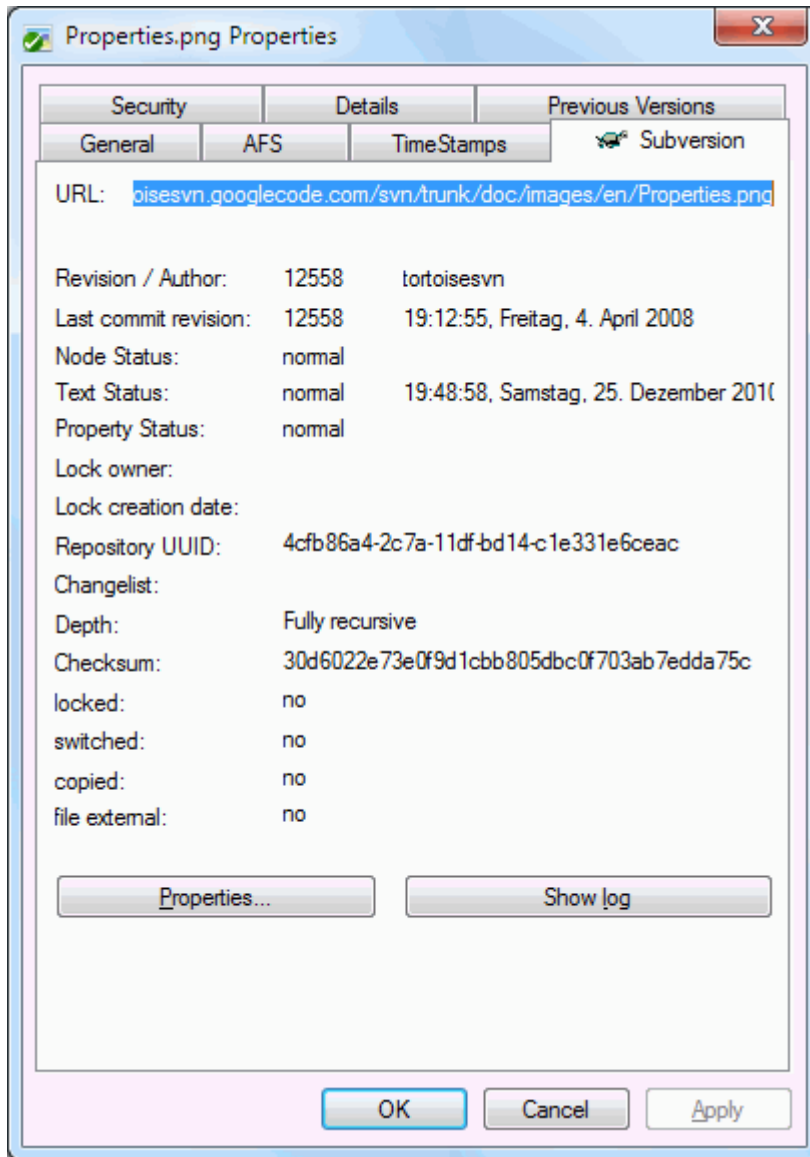 Properties.png Properties
Security Details Previous Versions
General AFS TimeStamps Subversion
URL: oisesvn.googlecode.com/svn/trunk/doc/images/en/Properties.png
Revision / Author: 12558 tortoisesvn
Last commit revision: 12558 19:12:55, Freitag, 4. April 2008
Node Status: normal
Text Status: normal 19:48:58, Samstag, 25. Dezember 2010
Property Status: normal
Lock owner:
Lock creation date:
Repository UUID: 4cfb86a4-2c7a-11df-bd14-c1e331e6ceac
Changelist:
Depth: Fully recursive
Checksum: 30d6022e73e0f9d1cbb805dbc0f703ab7edda75c
locked: no
switched: no
copied: no
file external: no
Properties... Show log
OK Cancel Apply